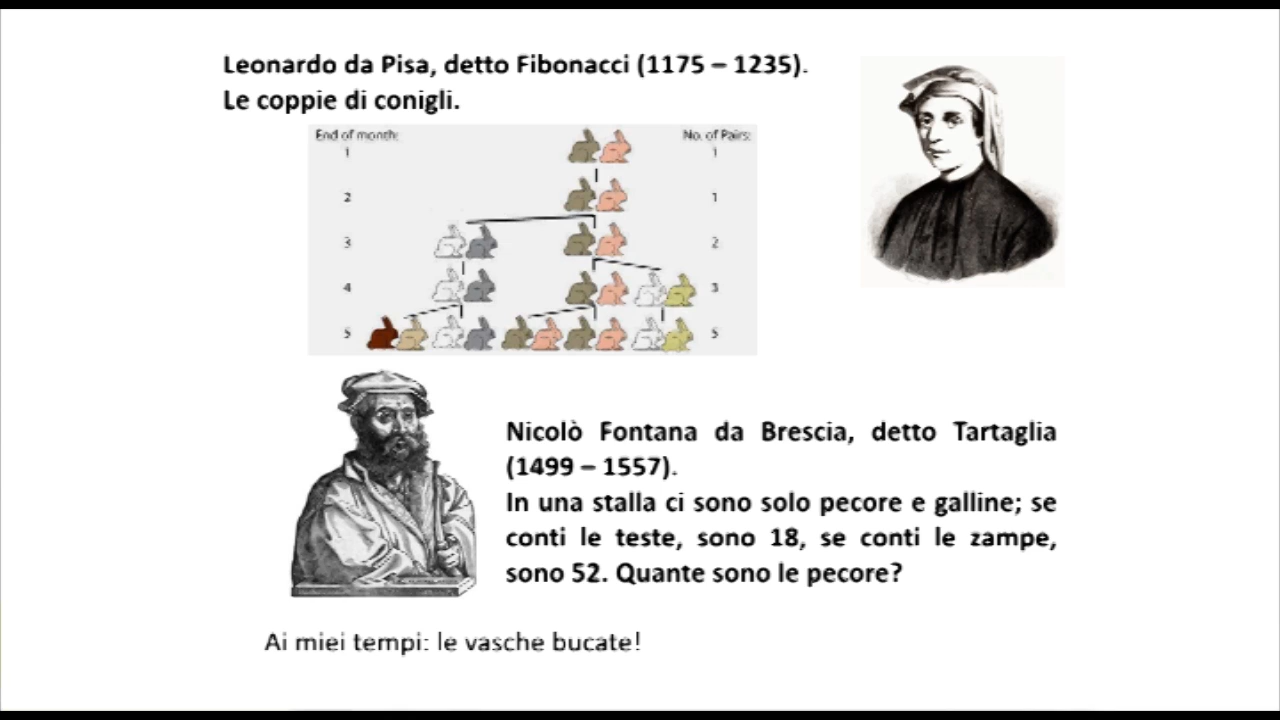 Leonardo da Pisa, detto Fibonacci (1175 – 1235).
Le coppie di conigli.
End of month: No. of Pairs:
1 1
2 1
3 2
4 3
5 5
Nicolò Fontana da Brescia, detto Tartaglia
(1499 – 1557).
In una stalla ci sono solo pecore e galline; se
conti le teste, sono 18, se conti le zampe,
sono 52. Quante sono le pecore?
Ai miei tempi: le vasche bucate!